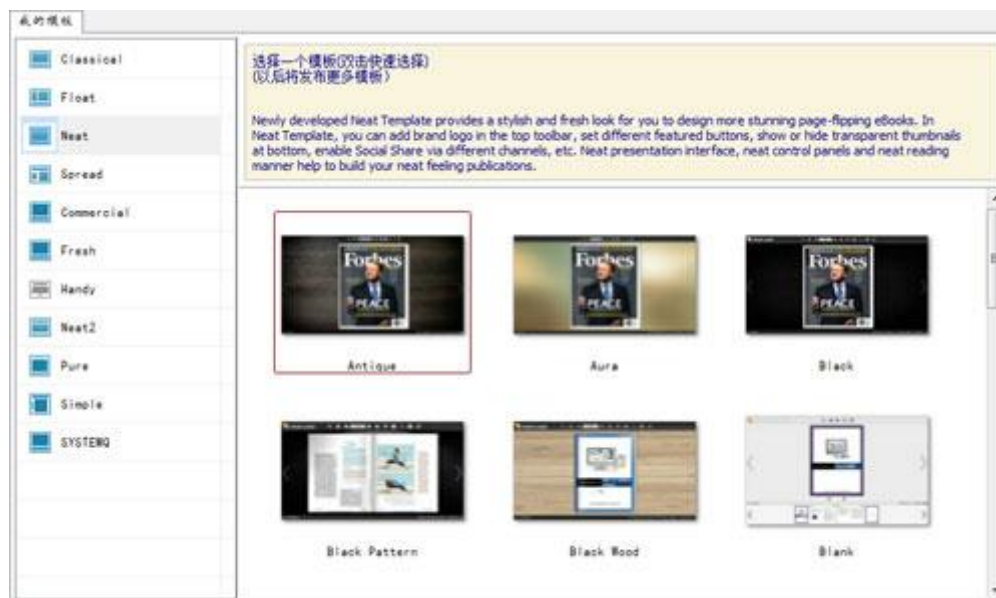 我的模板
Classical
Float
Neat
Spread
Commercial
Fresh
Handy
Neat2
Pure
Simple
SYSTEMQ
选择一个模板(双击快速选择)
(以后将发布更多模板)
Newly developed Neat Template provides a stylish and fresh look for you to design more stunning page-flipping eBooks. In
Neat Template, you can add brand logo in the top toolbar, set different featured buttons, show or hide transparent thumbnails
at bottom, enable Social Share via different channels, etc. Neat presentation interface, neat control panels and neat reading
manner help to build your neat feeling publications.
Forbes
PEACE
Forbes
PEACE
Forbes
PEACE
Antique
Aura
Black
Black Pattern
Black Wood
Blank